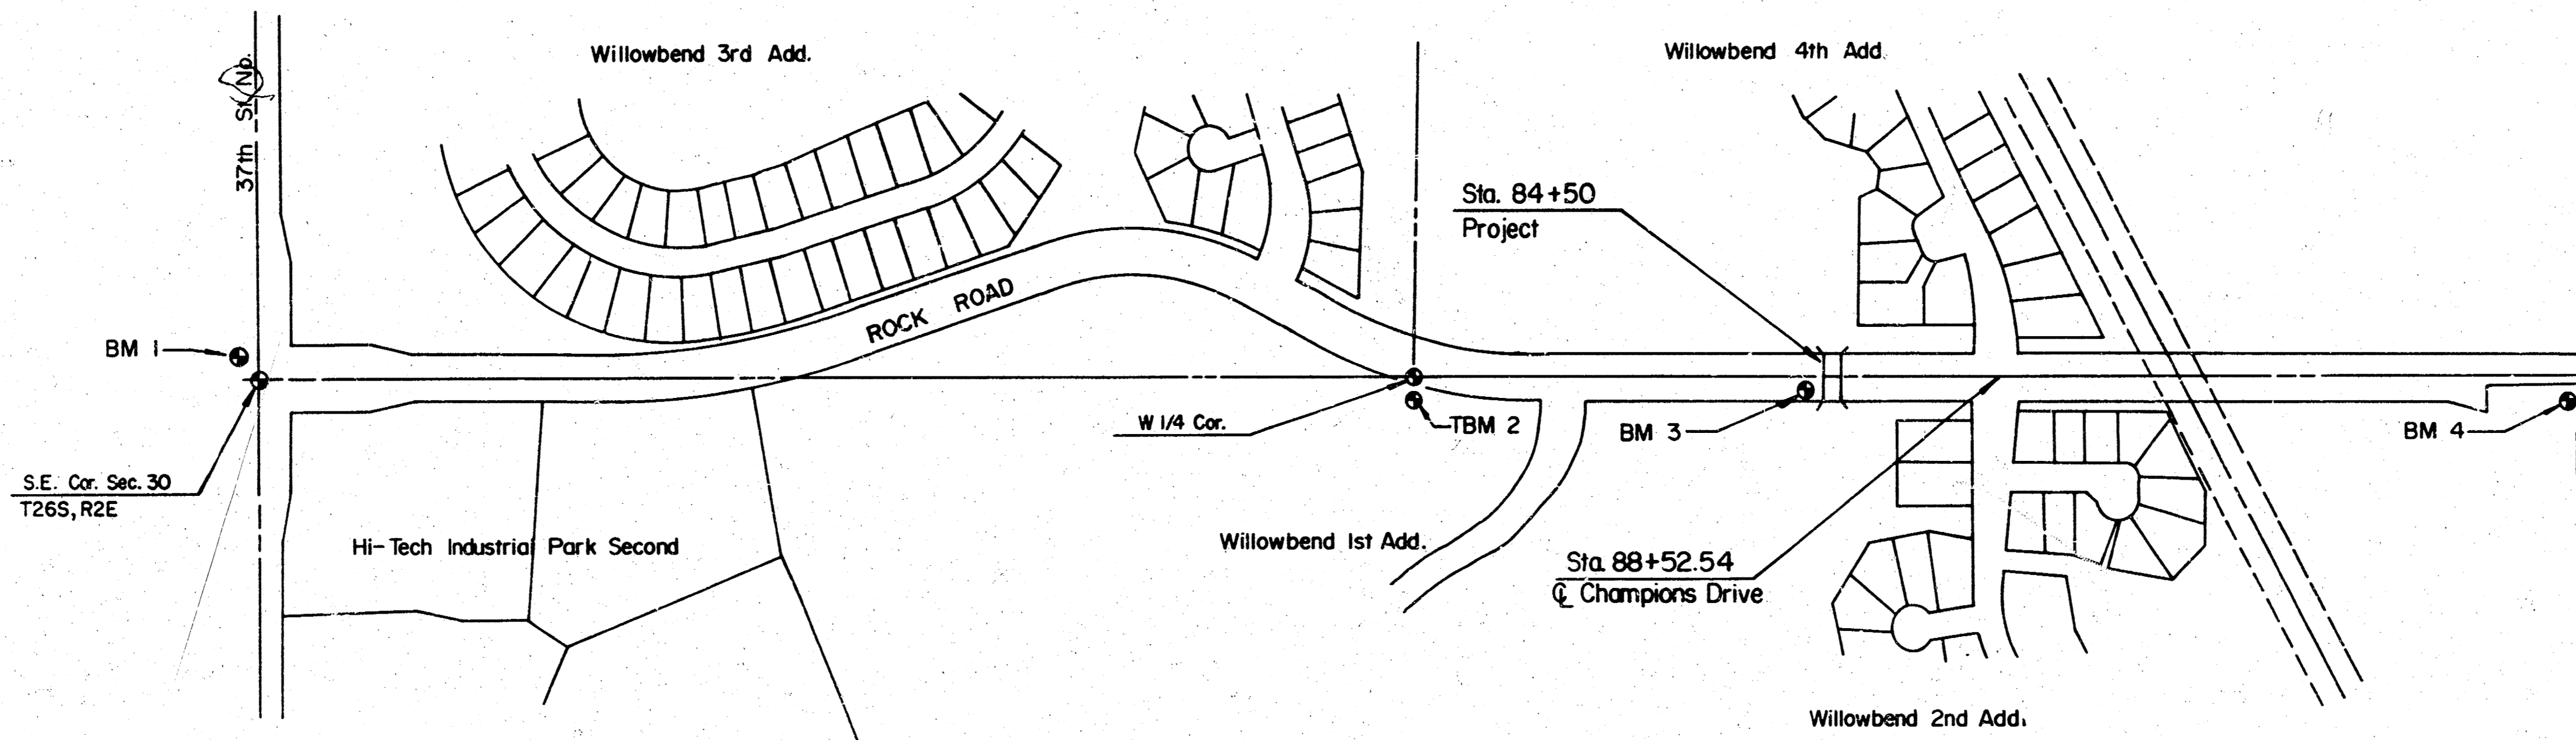 Willowbend 3rd Add.
Willowbend 4th Add.
37th St. No.
Sta. 84+50
Project
ROCK ROAD
BM 1
W 1/4 Cor.
TBM 2
BM 3
BM 4
S.E. Cor. Sec. 30
T26S, R2E
Hi-Tech Industrial Park Second
Willowbend 1st Add.
Sta. 88+52.54
℄ Champions Drive
Willowbend 2nd Add.